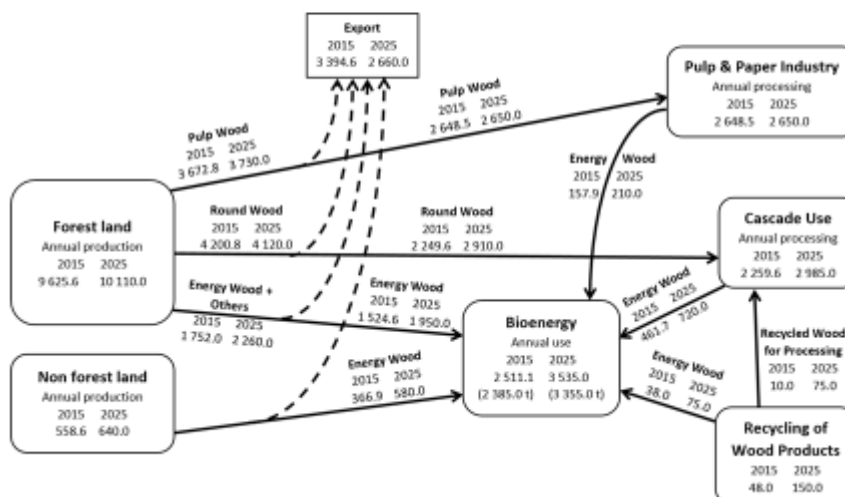 Export
2015 2025
3 394.6 2 660.0
Pulp & Paper Industry
Annual processing
2015 2025
2 648.5 2 650.0
Pulp Wood
2015 2025
2 648.5 2 650.0
Pulp Wood
2015 2025
3 672.8 3 730.0
Energy Wood
2015 2025
157.9 210.0
Forest land
Annual production
2015 2025
9 625.6 10 110.0
Round Wood
2015 2025
4 200.8 4 120.0
Round Wood
2015 2025
2 249.6 2 910.0
Cascade Use
Annual processing
2015 2025
2 259.6 2 985.0
Energy Wood +
Others
2015 2025
1 752.0 2 260.0
Energy Wood
2015 2025
1 524.6 1 950.0
Energy Wood
2015 2025
461.7 720.0
Bioenergy
Annual use
2015 2025
2 511.1 3 535.0
(2 385.0 t) (3 355.0 t)
Recycled Wood
for Processing
2015 2025
10.0 75.0
Non forest land
Annual production
2015 2025
558.6 640.0
Energy Wood
2015 2025
366.9 580.0
Energy Wood
2015 2025
38.0 75.0
Recycling of
Wood Products
2015 2025
48.0 150.0